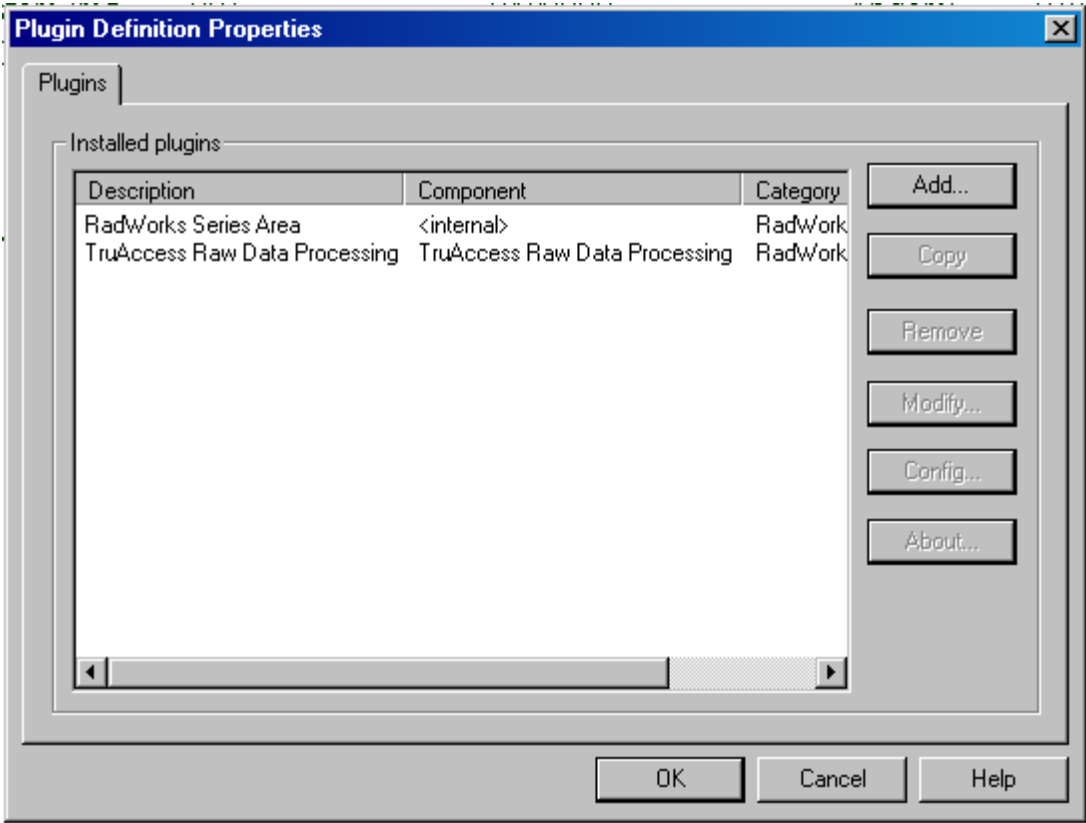 Plugin Definition Properties
Plugins
Installed plugins
Description Component Category
RadWorks Series Area <internal> RadWork
TruAccess Raw Data Processing TruAccess Raw Data Processing RadWork
Add...
Copy
Remove
Modify...
Config...
About...
OK Cancel Help